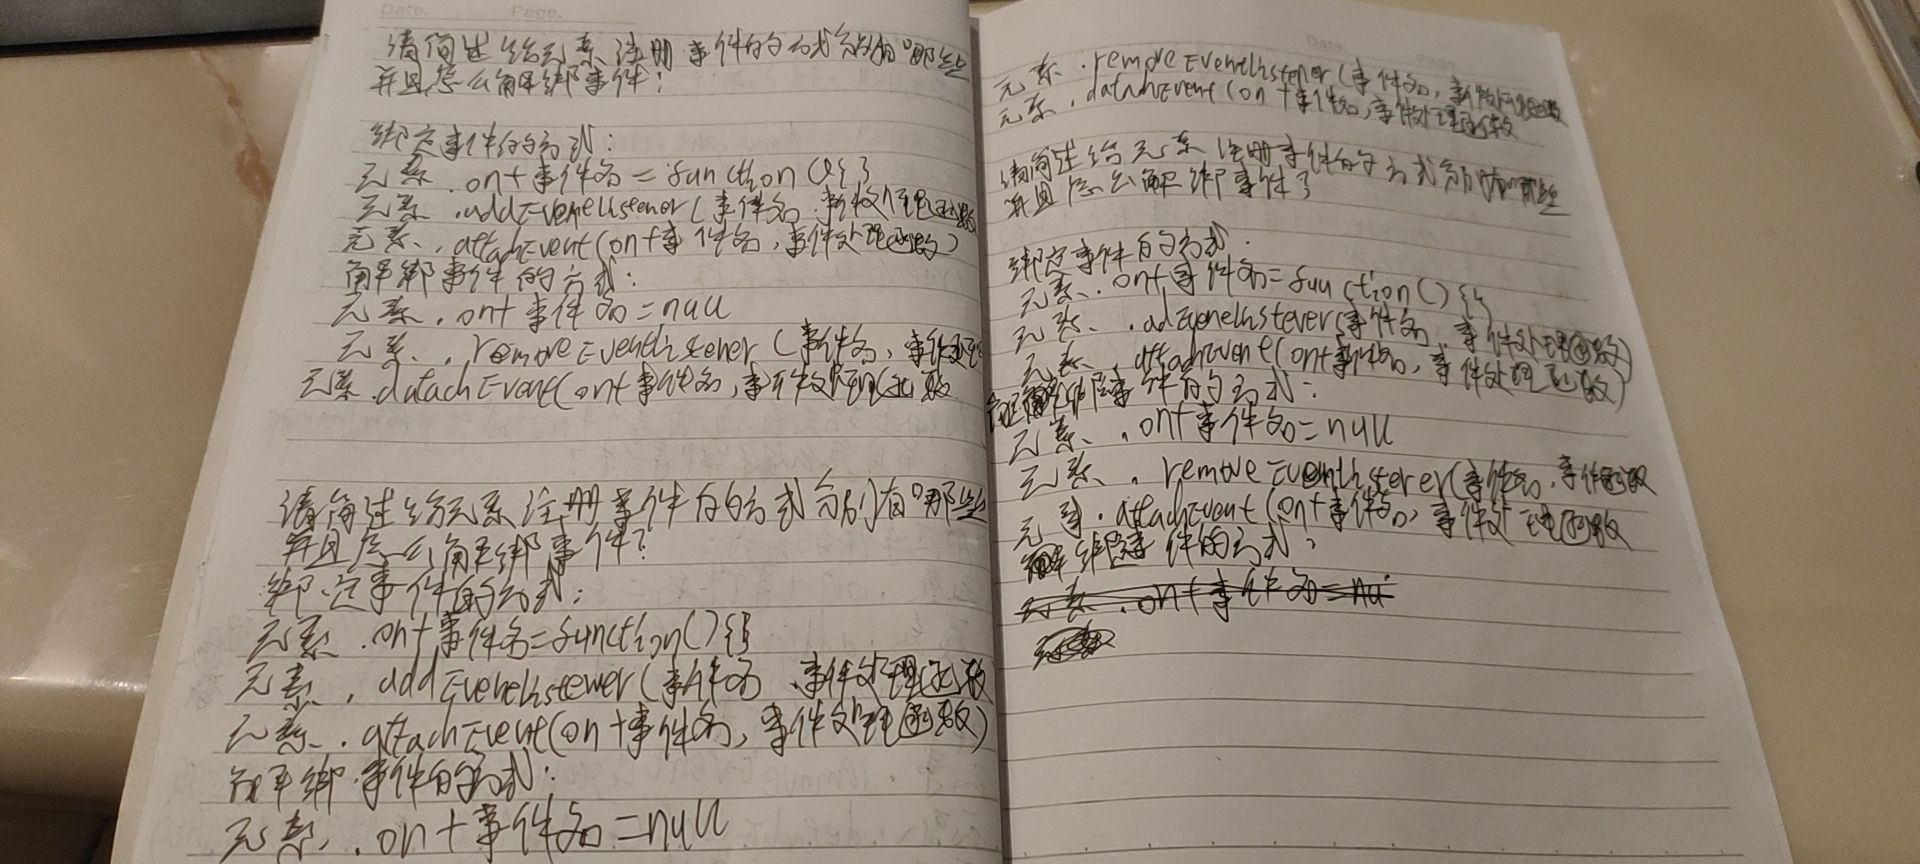 Date.    Page.
请简述给元素注册事件的方式分别有哪些
并且怎么解绑事件?
绑定事件的方式:
元素.on+事件名=function(){}
元素.addEvenelistener(事件名,事件处理函数
元素.attachEvent(on+事件名,事件处理函数)
解绑事件的方式:
元素.on+事件名=null
元素.removeEventlistener(事件名,事件处理
元素.datachEvent(on+事件名,事件处理函数
请简述给元素注册事件的方式分别有哪些
并且怎么解绑事件?
绑定事件的方式:
元素.on+事件名=function(){}
元素.addEvenelistener(事件名,事件处理函数
元素.attachEvent(on+事件名,事件处理函数)
解绑事件的方式:
元素.on+事件名=null
Date.    Page.
元素.removeEventlistener(事件名,事件处理函数
元素.datachEvent(on+事件名,事件处理函数
请简述给元素注册事件的方式分别有哪些
并且怎么解绑事件?
绑定事件的方式.
元素.on+事件名=function(){}
元素.adEvenelistever(事件名,事件处理函数)
元素.attachEvent(on+事件名,事件处理函数)
事件的方式:
元素.on+事件名=null
元素.removeEventlisterer(事件名,事件函数
元素.attachEvent(on+事件名,事件处理函数
解绑事件的方式:
元素.on+事件名=nu